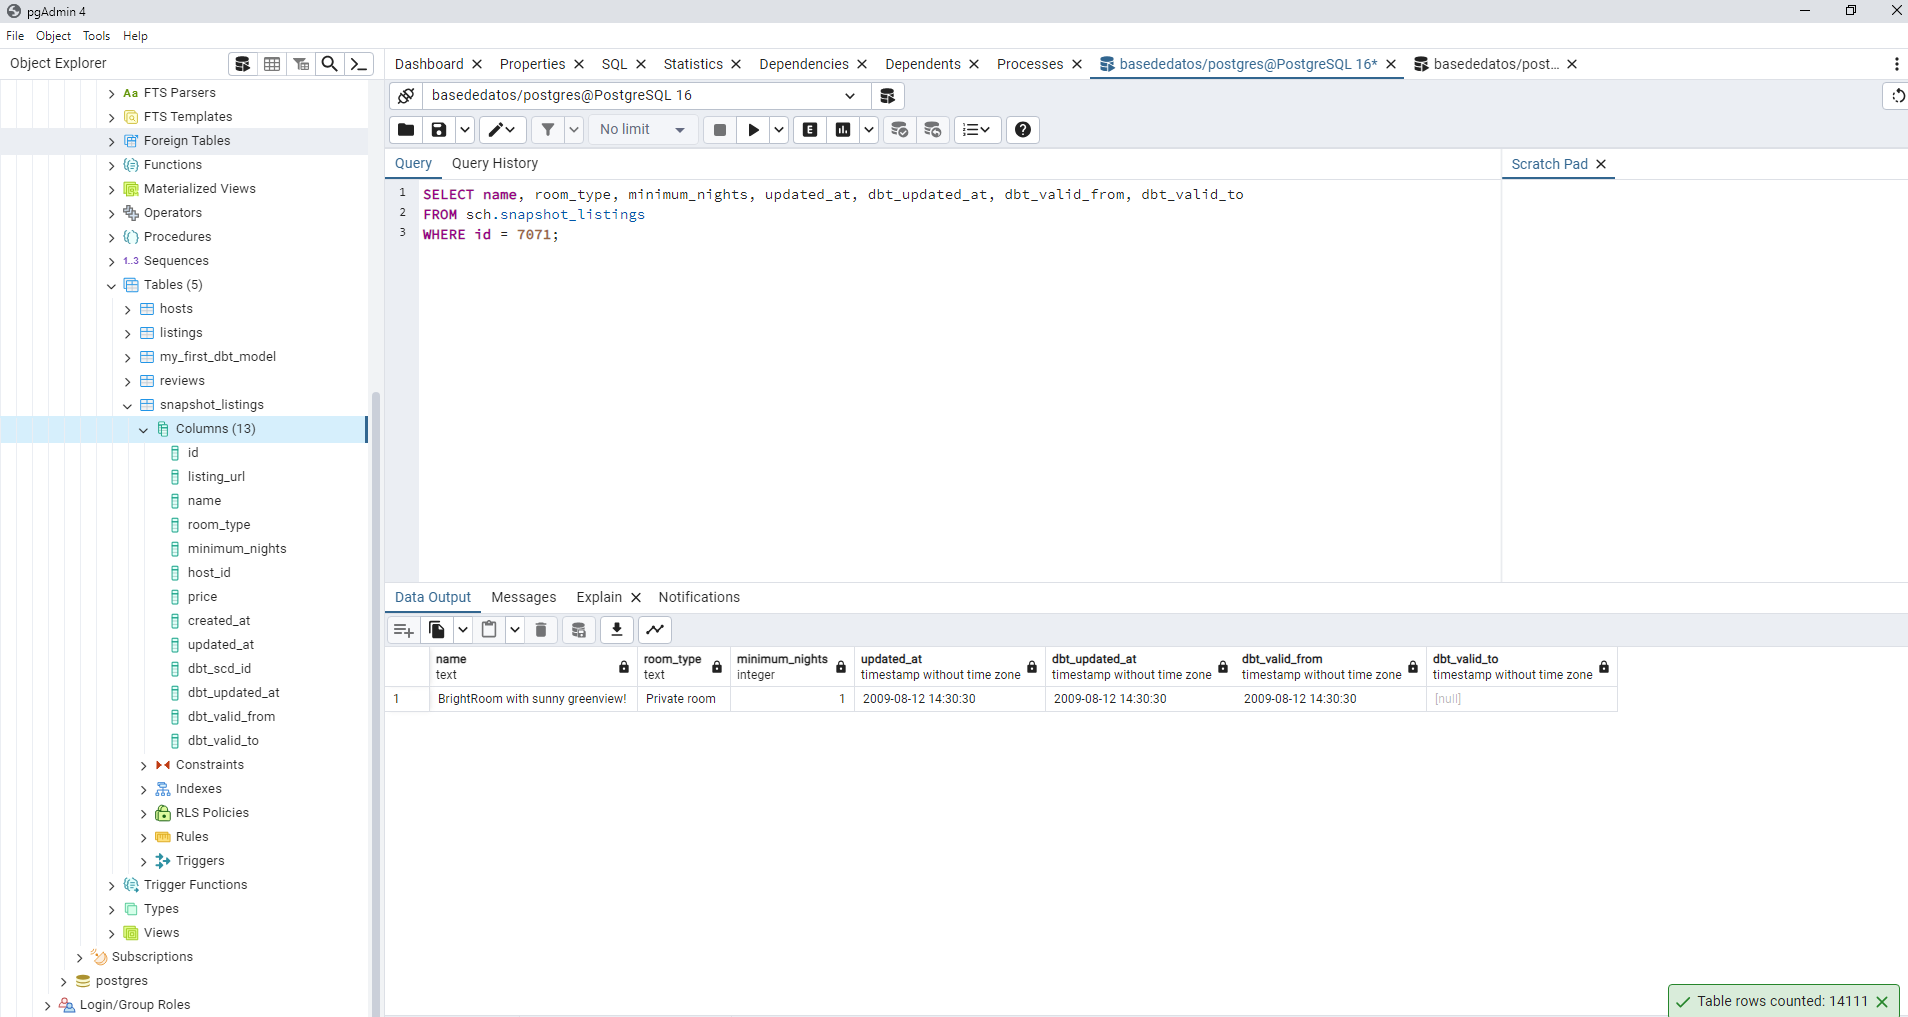 pgAdmin 4
File Object Tools Help
Object Explorer
FTS Parsers
FTS Templates
Foreign Tables
Functions
Materialized Views
Operators
Procedures
1..3 Sequences
Tables (5)
hosts
listings
my_first_dbt_model
reviews
snapshot_listings
Columns (13)
id
listing_url
name
room_type
minimum_nights
host_id
price
created_at
updated_at
dbt_scd_id
dbt_updated_at
dbt_valid_from
dbt_valid_to
Constraints
Indexes
RLS Policies
Rules
Triggers
Trigger Functions
Types
Views
Subscriptions
postgres
Login/Group Roles
Dashboard Properties SQL Statistics Dependencies Dependents Processes basededatos/postgres@PostgreSQL 16* basededatos/post...
basededatos/postgres@PostgreSQL 16
No limit E
Query Query History
Scratch Pad
1 SELECT name, room_type, minimum_nights, updated_at, dbt_updated_at, dbt_valid_from, dbt_valid_to
2 FROM sch.snapshot_listings
3 WHERE id = 7071;
Data Output Messages Explain Notifications
name room_type minimum_nights updated_at dbt_updated_at dbt_valid_from dbt_valid_to
text text integer timestamp without time zone timestamp without time zone timestamp without time zone timestamp without time zone
1 BrightRoom with sunny greenview! Private room 1 2009-08-12 14:30:30 2009-08-12 14:30:30 2009-08-12 14:30:30 [null]
Table rows counted: 14111